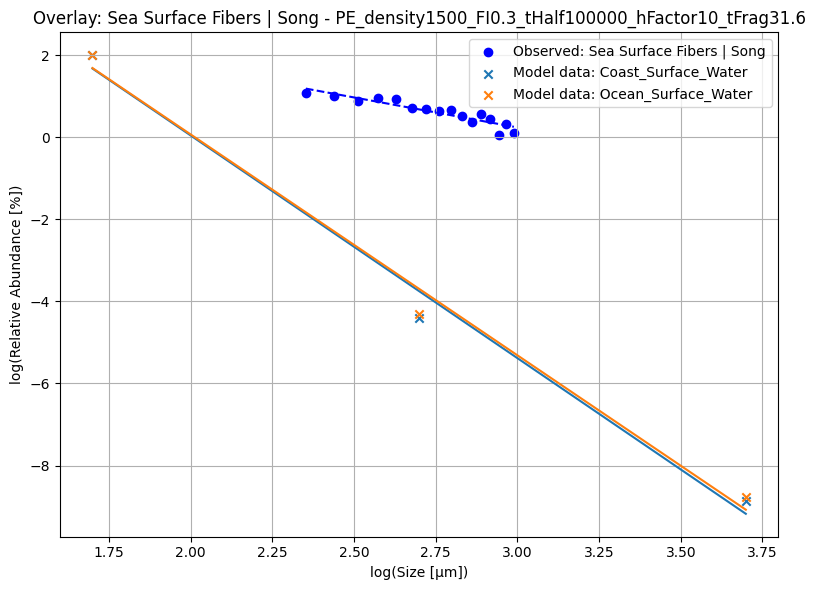 Overlay: Sea Surface Fibers | Song - PE_density1500_FI0.3_tHalf100000_hFactor10_tFrag31.6
Observed: Sea Surface Fibers | Song
Model data: Coast_Surface_Water
Model data: Ocean_Surface_Water
log(Relative Abundance [%])
2
0
−2
−4
−6
−8
1.75 2.00 2.25 2.50 2.75 3.00 3.25 3.50 3.75
log(Size [μm])